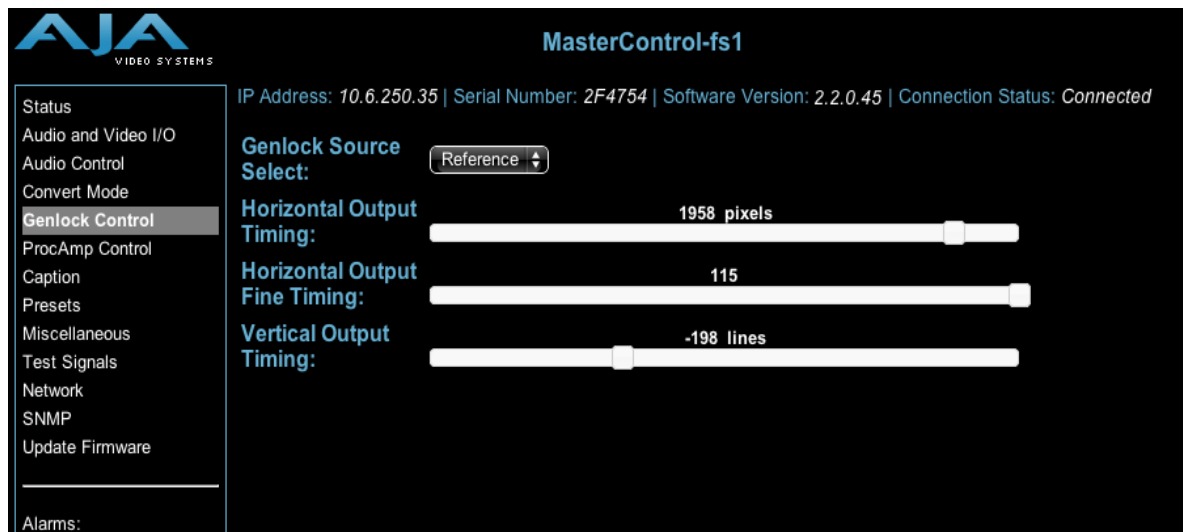 AJA
VIDEO SYSTEMS
MasterControl-fs1
IP Address: 10.6.250.35 | Serial Number: 2F4754 | Software Version: 2.2.0.45 | Connection Status: Connected
Status
Audio and Video I/O
Audio Control
Convert Mode
Genlock Control
ProcAmp Control
Caption
Presets
Miscellaneous
Test Signals
Network
SNMP
Update Firmware
Alarms:
Genlock Source
Select:
Reference
Horizontal Output
Timing:
1958 pixels
Horizontal Output
Fine Timing:
115
Vertical Output
Timing:
-198 lines